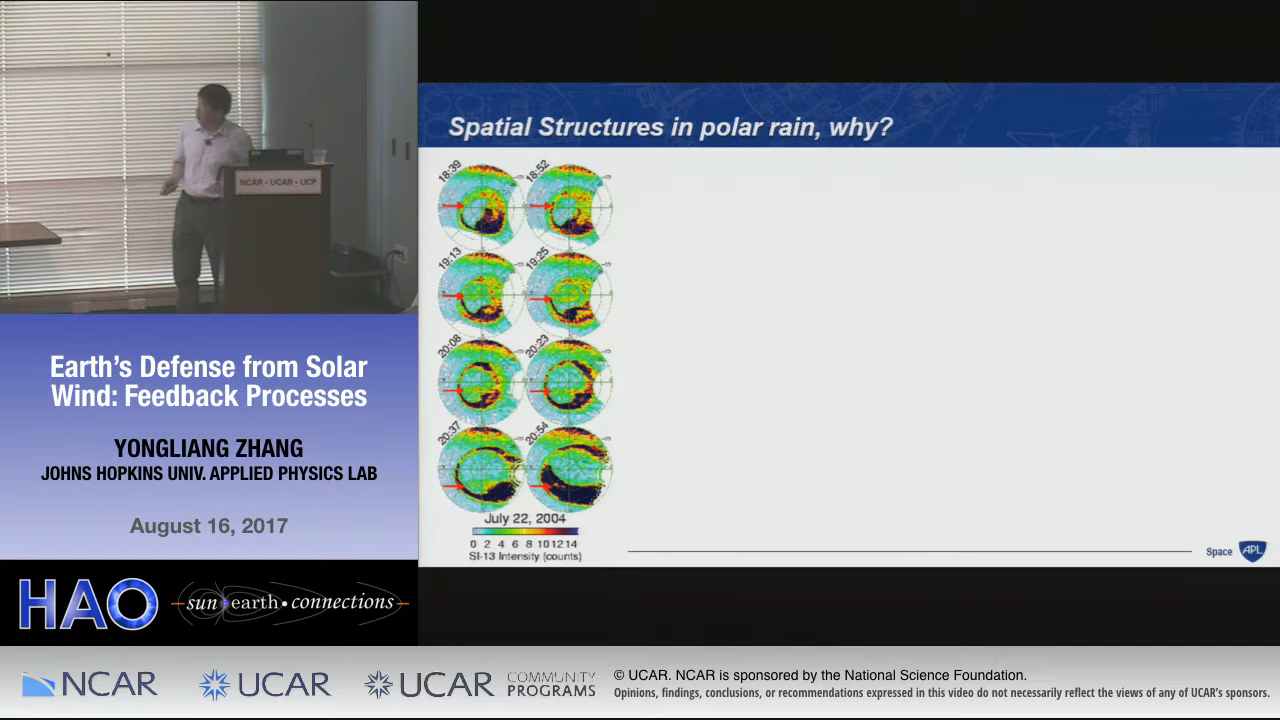 NCAR • UCAR • UCP
Earth's Defense from Solar
Wind: Feedback Processes
YONGLIANG ZHANG
JOHNS HOPKINS UNIV. APPLIED PHYSICS LAB
August 16, 2017
HAO
sun•earth•connections
Spatial Structures in polar rain, why?
18:39
18:52
19:13
19:25
20:08
20:23
20:37
20:54
July 22, 2004
0 2 4 6 8 10 12 14
SI-13 Intensity (counts)
Space APL
NCAR
UCAR
UCAR COMMUNITY
PROGRAMS
© UCAR. NCAR is sponsored by the National Science Foundation.
Opinions, findings, conclusions, or recommendations expressed in this video do not necessarily reflect the views of any of UCAR's sponsors.